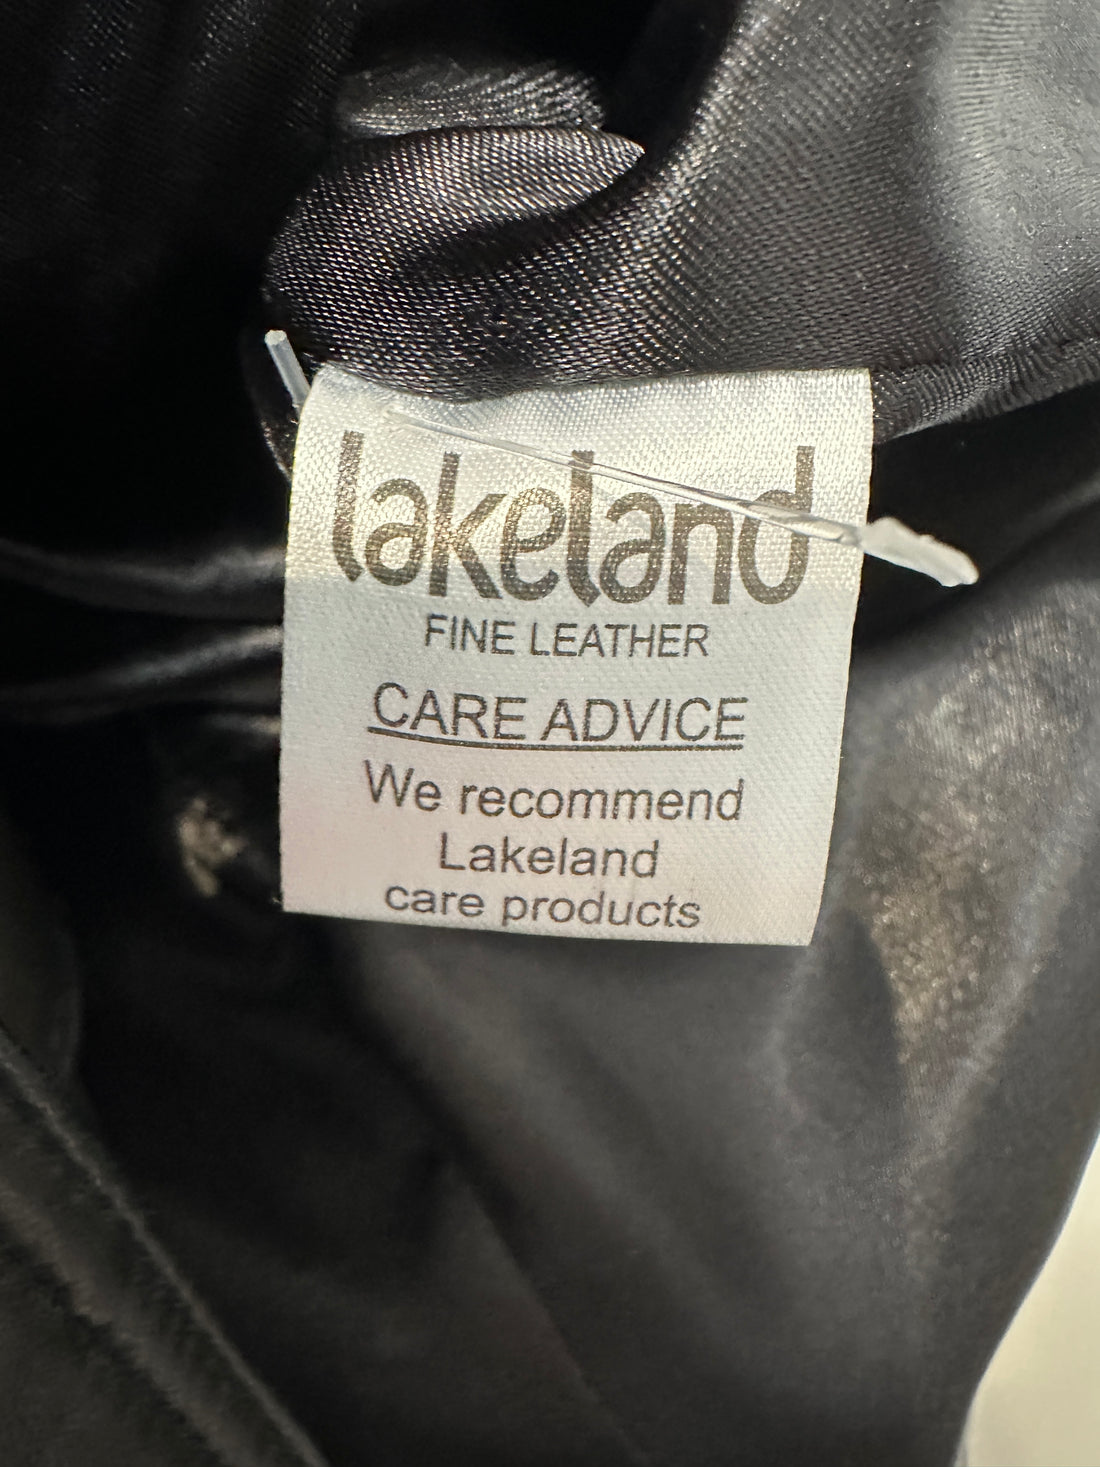 lakeland
FINE LEATHER
CARE ADVICE
We recommend
Lakeland
care products